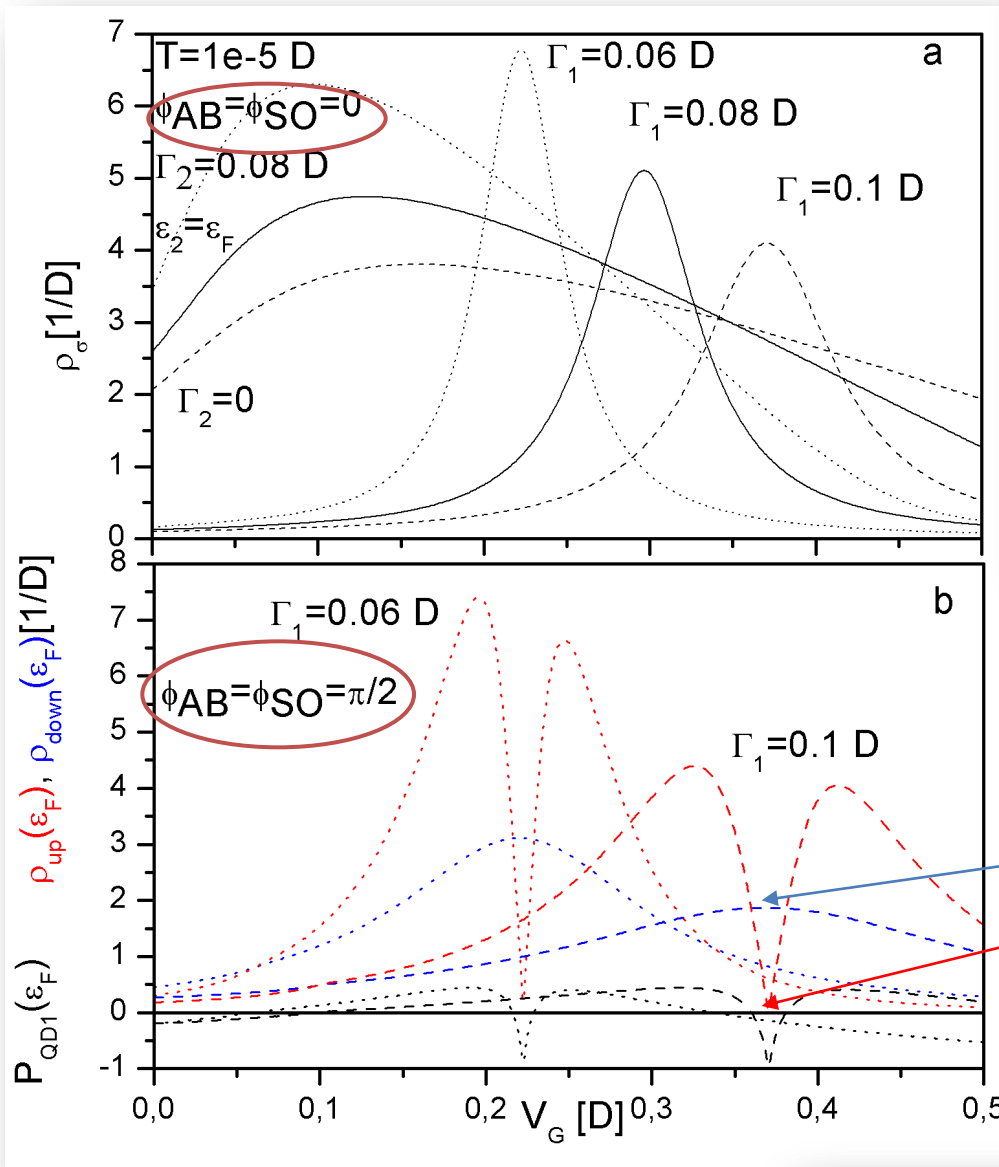 7
6
5
4
3
2
1
0
a
T=1e-5 D
ϕAB=ϕSO=0
Γ2=0.08 D
ε2=εF
Γ2=0
Γ1=0.06 D
Γ1=0.08 D
Γ1=0.1 D
ρσ[1/D]
8
7
6
5
4
3
2
1
0
-1
b
Γ1=0.06 D
ϕAB=ϕSO=π/2
Γ1=0.1 D
ρup(εF), ρdown(εF)[1/D]
PQD1(εF)
0,0
0,1
0,2
0,3
0,4
0,5
VG [D]